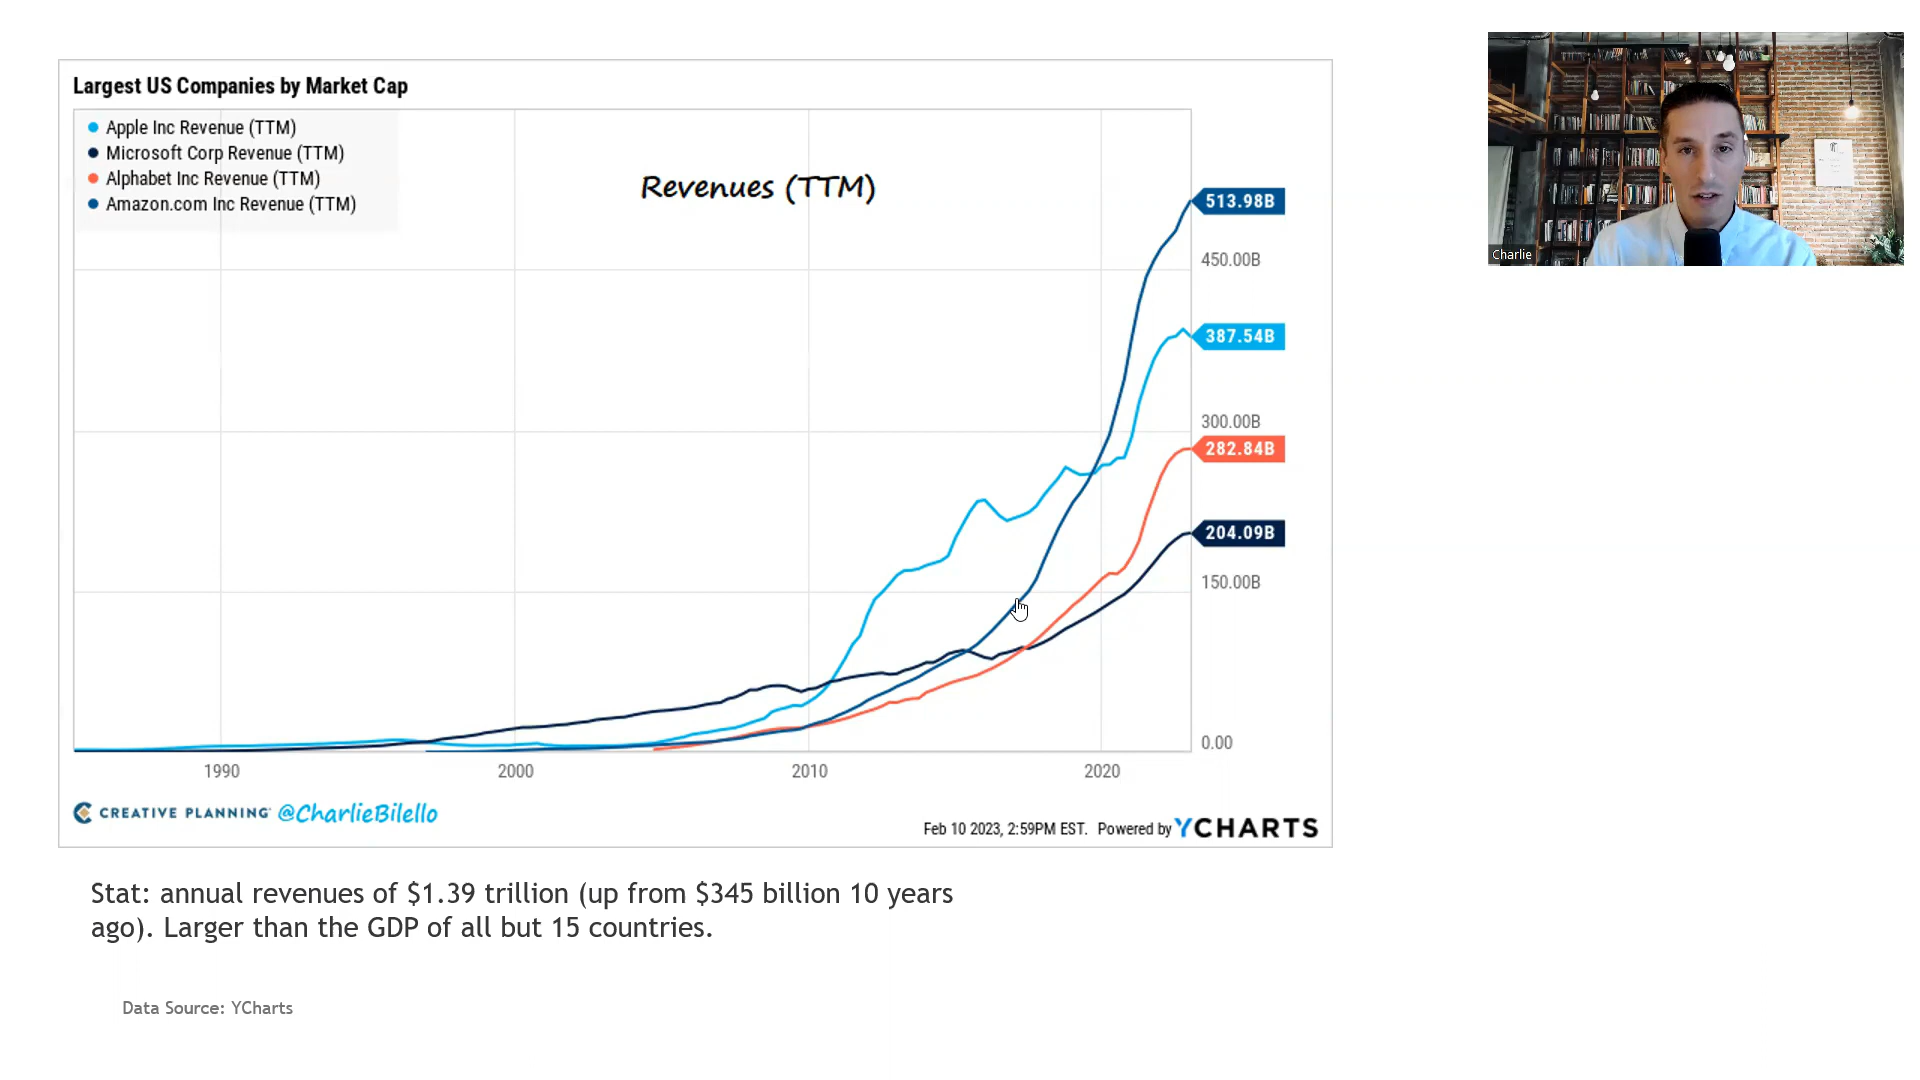 Largest US Companies by Market Cap
Apple Inc Revenue (TTM)
Microsoft Corp Revenue (TTM)
Alphabet Inc Revenue (TTM)
Amazon.com Inc Revenue (TTM)
Revenues (TTM)
513.98B
450.00B
387.54B
300.00B
282.84B
204.09B
150.00B
0.00
1990 2000 2010 2020
CREATIVE PLANNING @CharlieBilello
Feb 10 2023, 2:59PM EST. Powered by YCHARTS
Charlie
Stat: annual revenues of $1.39 trillion (up from $345 billion 10 years
ago). Larger than the GDP of all but 15 countries.
Data Source: YCharts